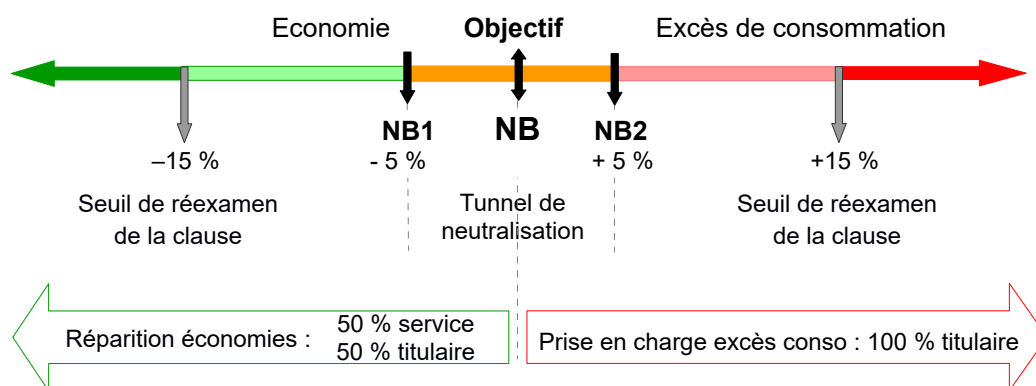 Economie
Objectif
Excès de consommation
NB1
NB
NB2
–15 %
- 5 %
+ 5 %
+15 %
Seuil de réexamen
de la clause
Tunnel de
neutralisation
Seuil de réexamen
de la clause
Réparition économies :
50 % service
50 % titulaire
Prise en charge excès conso : 100 % titulaire